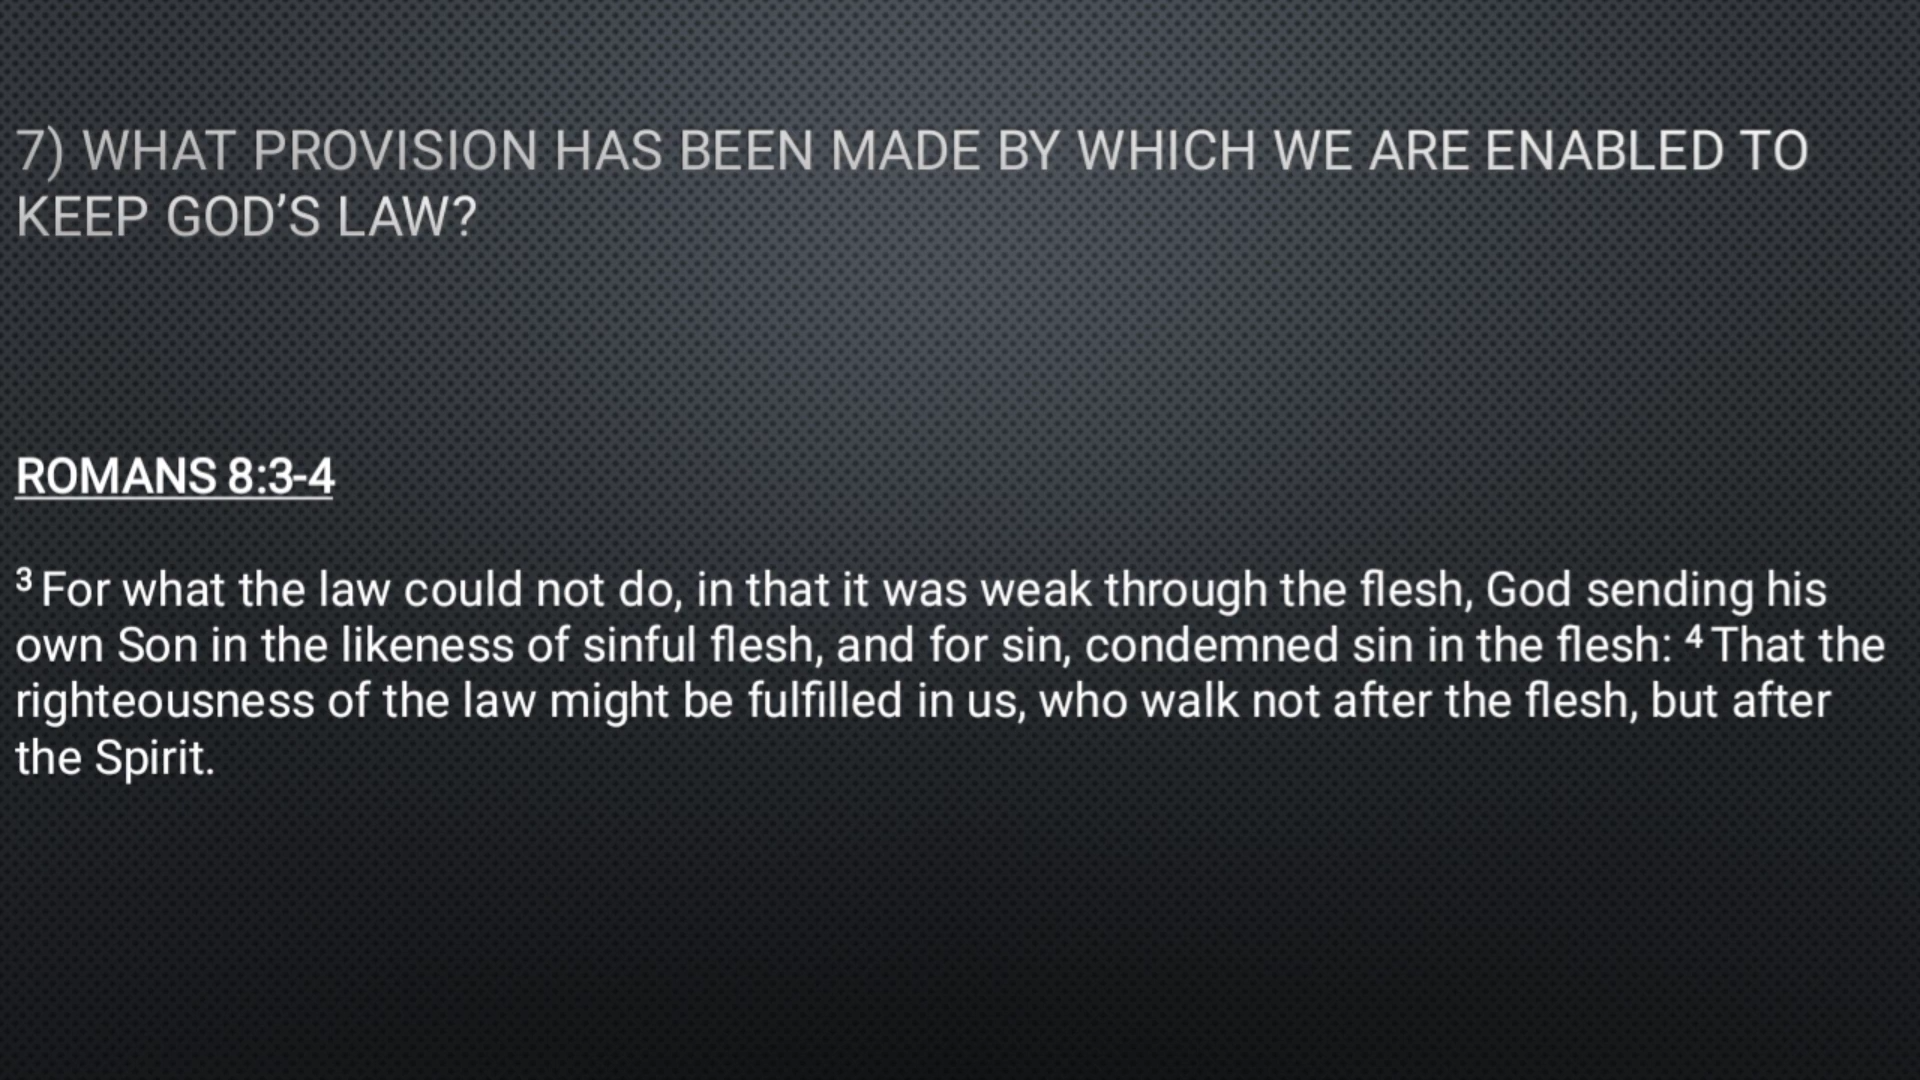 7) WHAT PROVISION HAS BEEN MADE BY WHICH WE ARE ENABLED TO
KEEP GOD’S LAW?
ROMANS 8:3-4
³ For what the law could not do, in that it was weak through the flesh, God sending his
own Son in the likeness of sinful flesh, and for sin, condemned sin in the flesh: ⁴ That the
righteousness of the law might be fulfilled in us, who walk not after the flesh, but after
the Spirit.